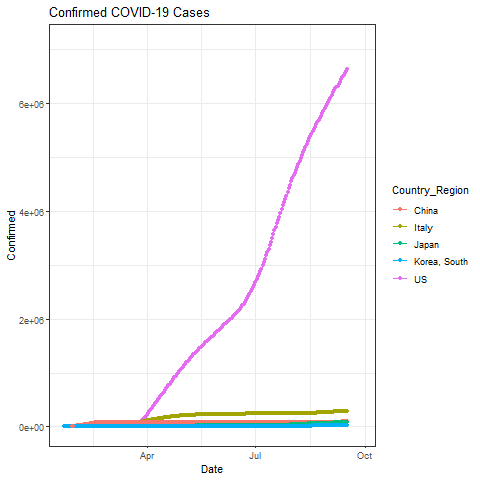 Confirmed COVID-19 Cases
6e+06
4e+06
2e+06
0e+00
Confirmed
Apr
Jul
Oct
Date
Country_Region
China
Italy
Japan
Korea, South
US